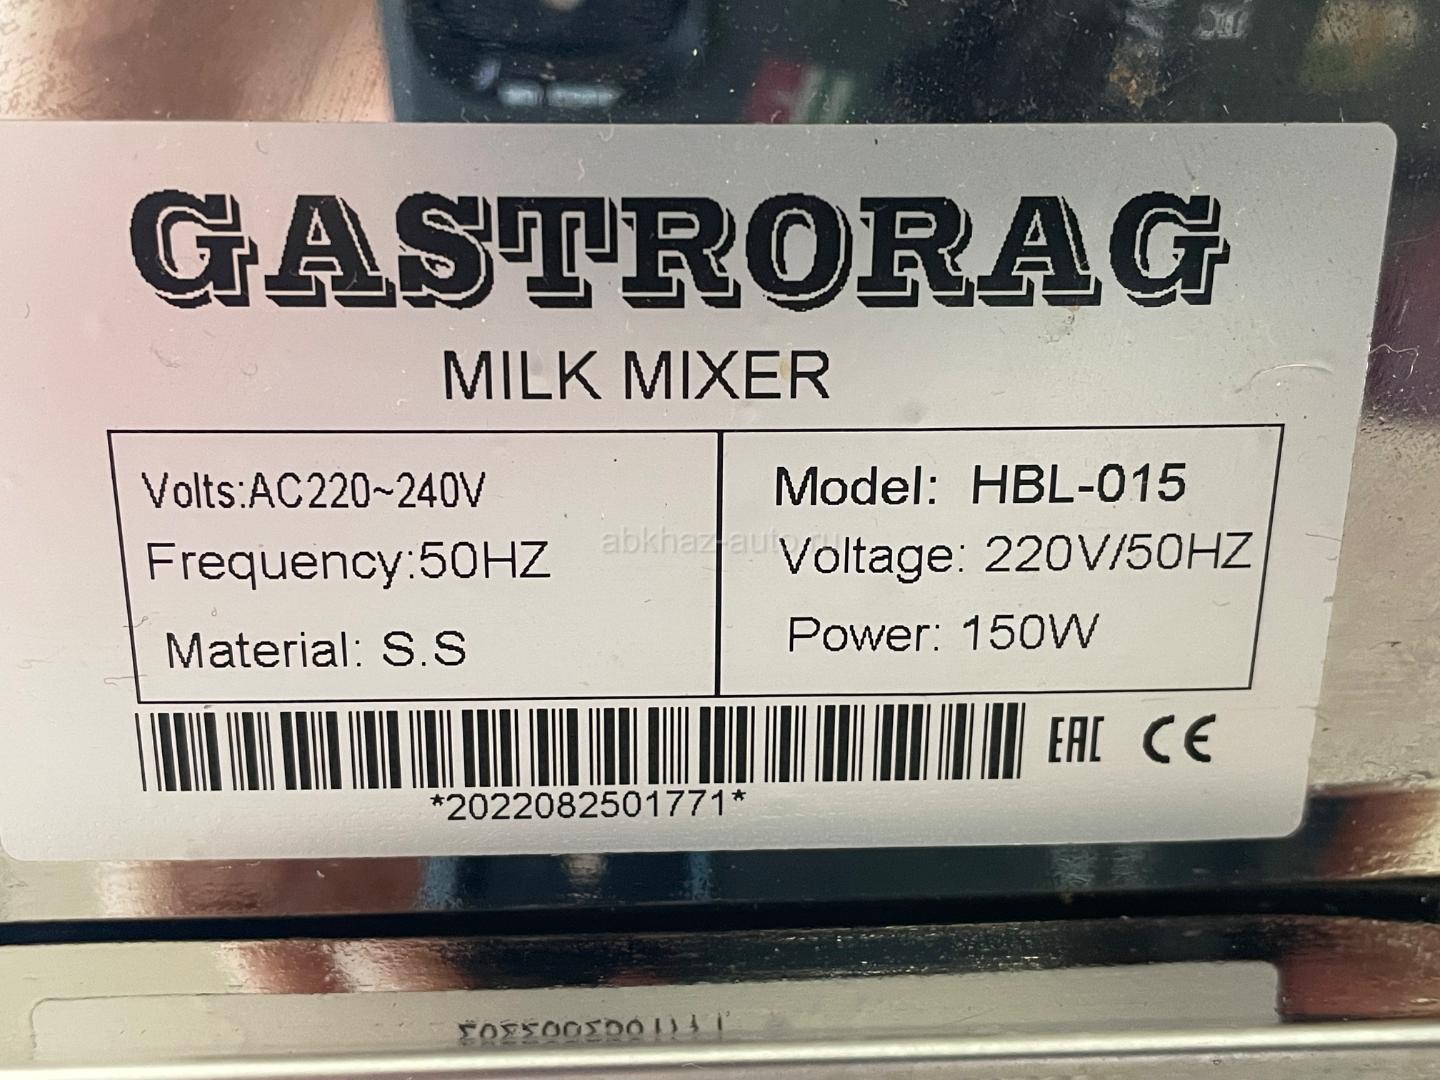 GASTRORAG
MILK MIXER
Volts:AC220~240V
Frequency:50HZ
Material: S.S
Model: HBL-015
Voltage: 220V/50HZ
Power: 150W
abkhaz-auto.ru
EAC CE
*2022082501771*